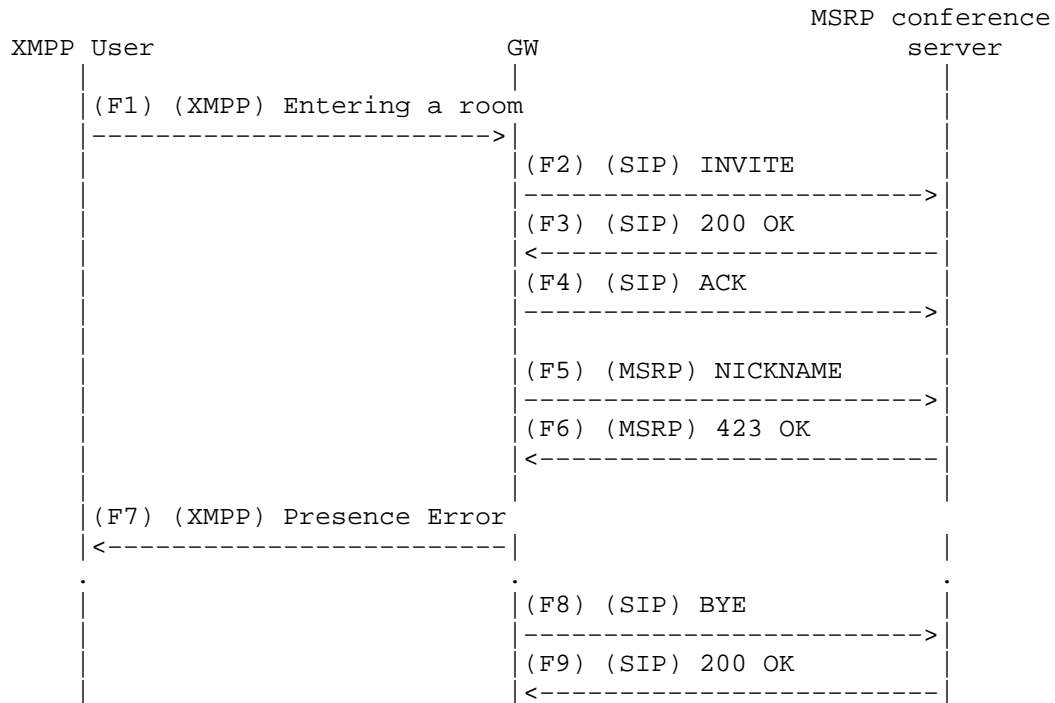 MSRP conference
XMPP User GW server
(F1) (XMPP) Entering a room
(F2) (SIP) INVITE
(F3) (SIP) 200 OK
(F4) (SIP) ACK
(F5) (MSRP) NICKNAME
(F6) (MSRP) 423 OK
(F7) (XMPP) Presence Error
(F8) (SIP) BYE
(F9) (SIP) 200 OK